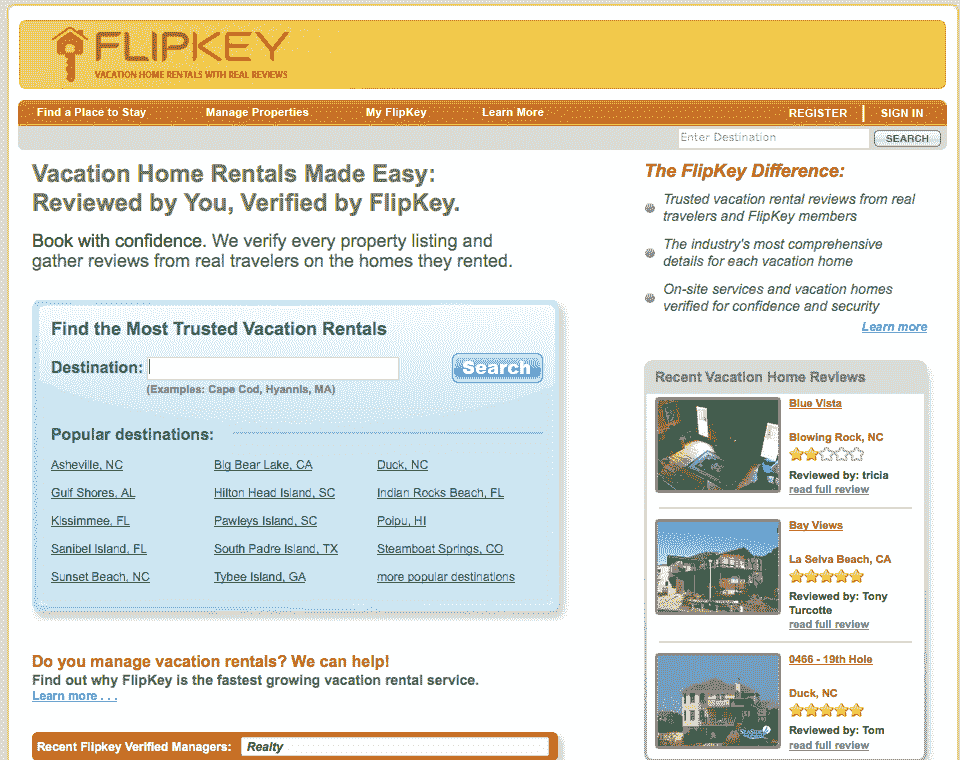 FLIPKEY
VACATION HOME RENTALS WITH REAL REVIEWS
Find a Place to Stay Manage Properties My FlipKey Learn More REGISTER SIGN IN
Enter Destination SEARCH
Vacation Home Rentals Made Easy:
Reviewed by You, Verified by FlipKey.
Book with confidence. We verify every property listing and
gather reviews from real travelers on the homes they rented.
Find the Most Trusted Vacation Rentals
Destination: Search
(Examples: Cape Cod, Hyannis, MA)
Popular destinations:
Asheville, NC Big Bear Lake, CA Duck, NC
Gulf Shores, AL Hilton Head Island, SC Indian Rocks Beach, FL
Kissimmee, FL Pawleys Island, SC Poipu, HI
Sanibel Island, FL South Padre Island, TX Steamboat Springs, CO
Sunset Beach, NC Tybee Island, GA more popular destinations
Do you manage vacation rentals? We can help!
Find out why FlipKey is the fastest growing vacation rental service.
Learn more . . .
Recent Flipkey Verified Managers: Realty
The FlipKey Difference:
Trusted vacation rental reviews from real
travelers and FlipKey members
The industry's most comprehensive
details for each vacation home
On-site services and vacation homes
verified for confidence and security
Learn more
Recent Vacation Home Reviews
Blue Vista
Blowing Rock, NC
Reviewed by: tricia
read full review
Bay Views
La Selva Beach, CA
Reviewed by: Tony
Turcotte
read full review
0466 - 19th Hole
Duck, NC
Reviewed by: Tom
read full review